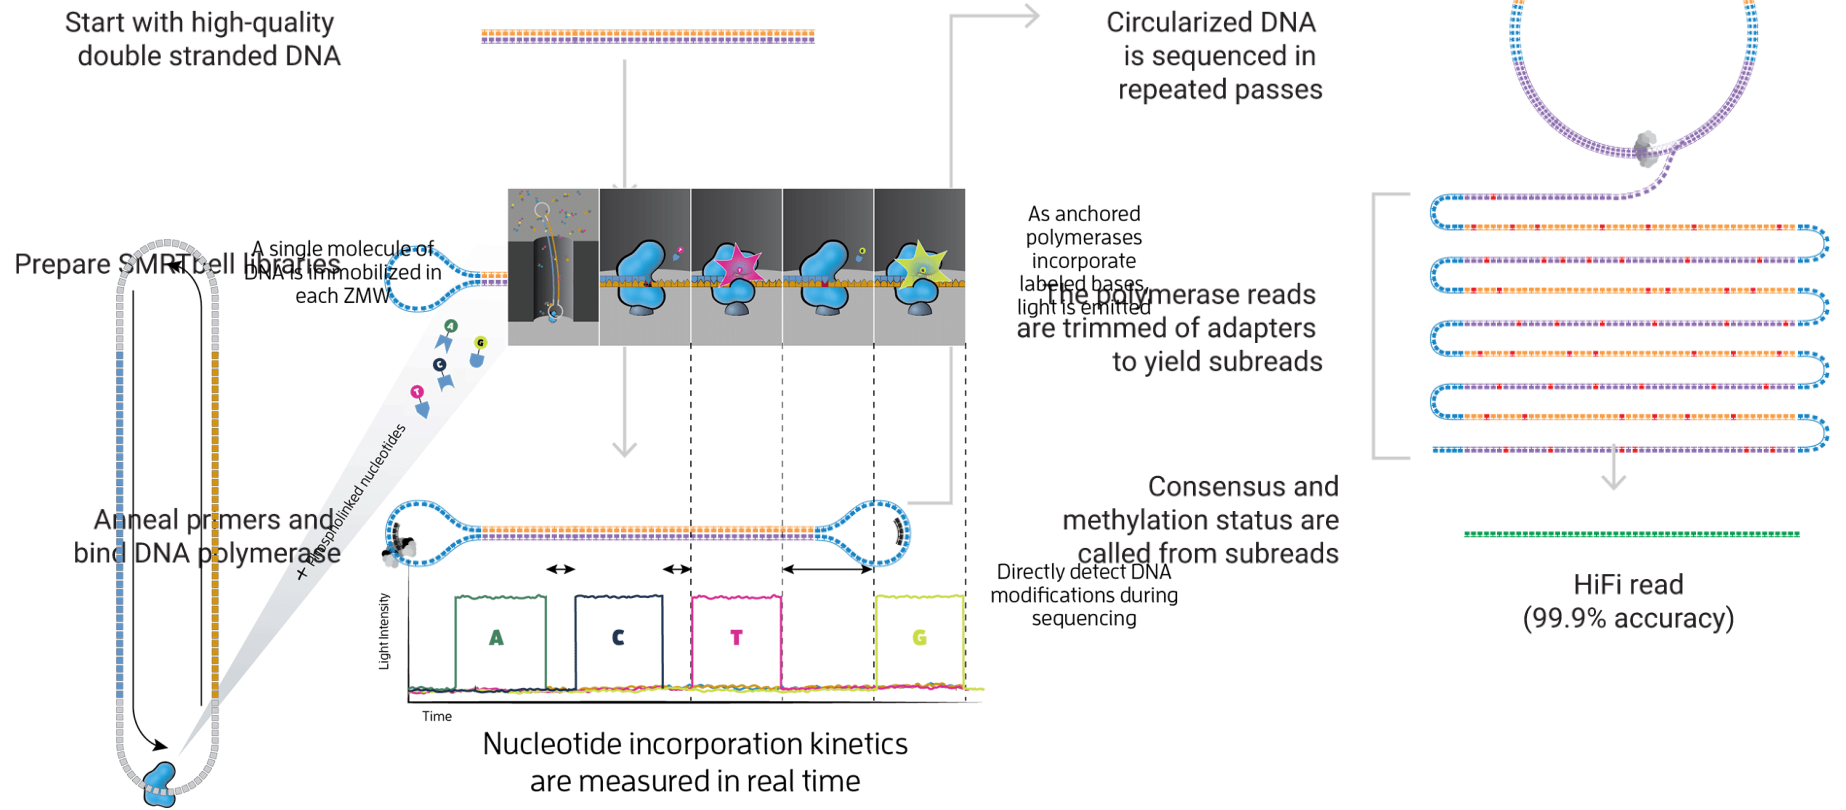 Start with high-quality
double stranded DNA
Prepare SMRTbell libraries
A single molecule of
DNA is immobilized in
each ZMW
A
G
C
T
+ Phospholinked nucleotides
Anneal primers and
bind DNA polymerase
Light Intensity
A
C
T
G
Time
Nucleotide incorporation kinetics
are measured in real time
Circularized DNA
is sequenced in
repeated passes
As anchored
polymerases
incorporate
labeled bases,
light is emitted
The polymerase reads
are trimmed of adapters
to yield subreads
Consensus and
methylation status are
called from subreads
Directly detect DNA
modifications during
sequencing
HiFi read
(99.9% accuracy)